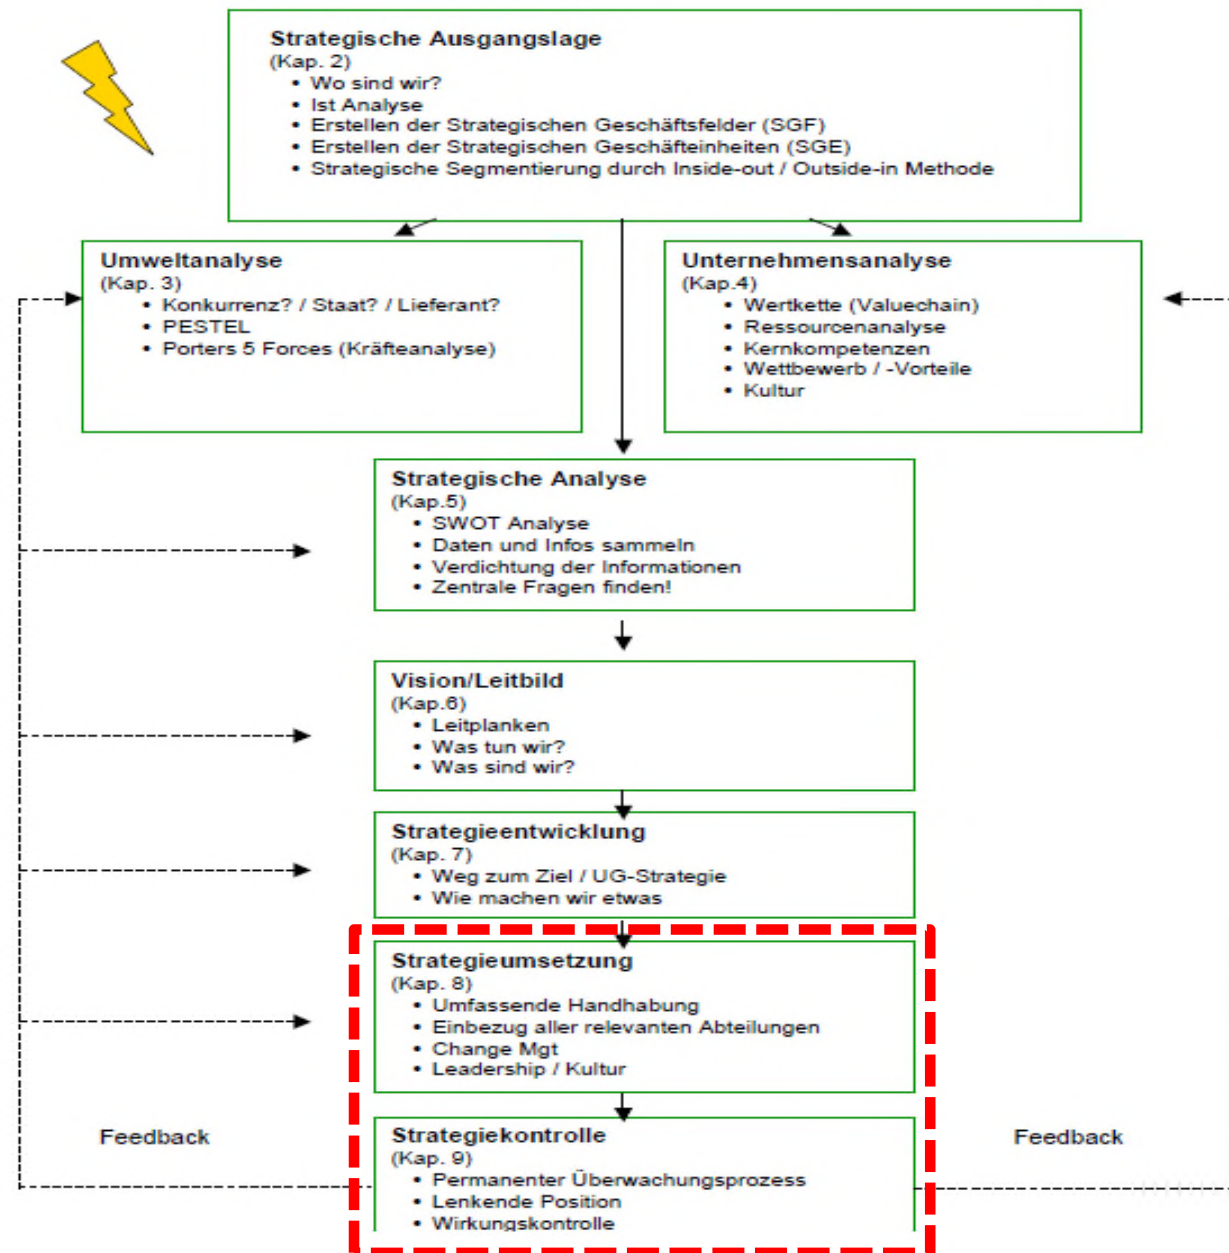 Strategische Ausgangslage
(Kap. 2)
• Wo sind wir?
• Ist Analyse
• Erstellen der Strategischen Geschäftsfelder (SGF)
• Erstellen der Strategischen Geschäfteinheiten (SGE)
• Strategische Segmentierung durch Inside-out / Outside-in Methode
Umweltanalyse
(Kap. 3)
• Konkurrenz? / Staat? / Lieferant?
• PESTEL
• Porters 5 Forces (Kräfteanalyse)
Unternehmensanalyse
(Kap.4)
• Wertkette (Valuechain)
• Ressourcenanalyse
• Kernkompetenzen
• Wettbewerb / -Vorteile
• Kultur
Strategische Analyse
(Kap.5)
• SWOT Analyse
• Daten und Infos sammeln
• Verdichtung der Informationen
• Zentrale Fragen finden!
Vision/Leitbild
(Kap.6)
• Leitplanken
• Was tun wir?
• Was sind wir?
Strategieentwicklung
(Kap. 7)
• Weg zum Ziel / UG-Strategie
• Wie machen wir etwas
Strategieumsetzung
(Kap. 8)
• Umfassende Handhabung
• Einbezug aller relevanten Abteilungen
• Change Mgt
• Leadership / Kultur
Feedback
Strategiekontrolle
(Kap. 9)
• Permanenter Überwachungsprozess
• Lenkende Position
• Wirkungskontrolle
Feedback